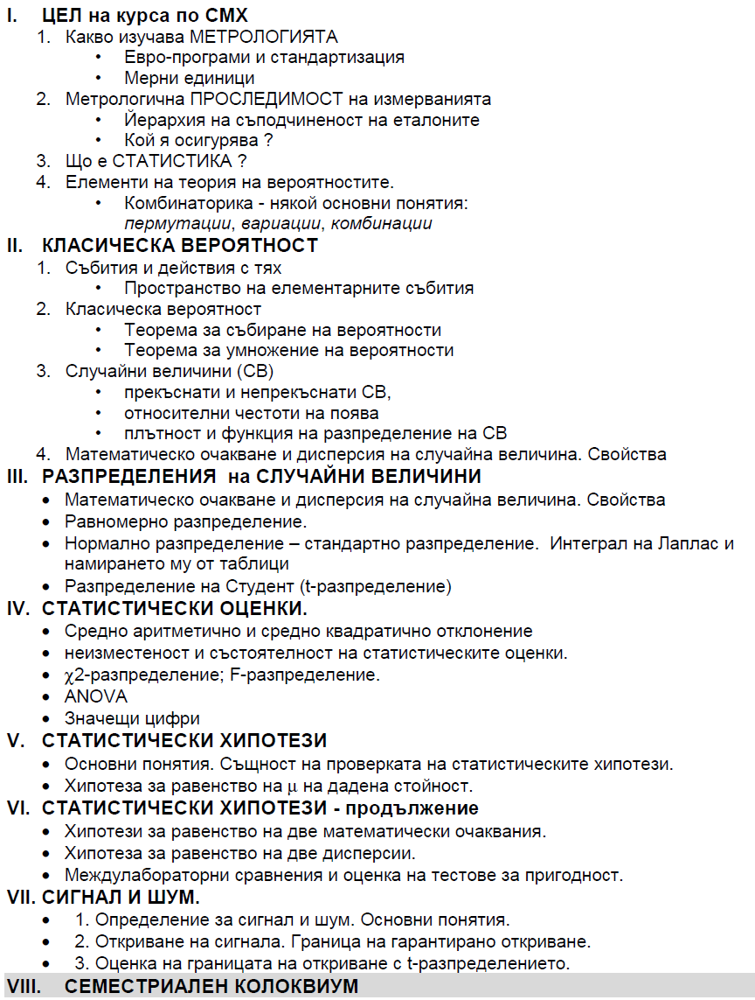 I. ЦЕЛ на курса по СМХ
1. Какво изучава МЕТРОЛОГИЯТА
• Евро-програми и стандартизация
• Мерни единици
2. Метрологична ПРОСЛЕДИМОСТ на измерванията
• Йерархия на съподчиненост на еталоните
• Кой я осигурява ?
3. Що е СТАТИСТИКА ?
4. Елементи на теория на вероятностите.
• Комбинаторика - някой основни понятия:
пермутации, вариации, комбинации
II. КЛАСИЧЕСКА ВЕРОЯТНОСТ
1. Събития и действия с тях
• Пространство на елементарните събития
2. Класическа вероятност
• Теорема за събиране на вероятности
• Теорема за умножение на вероятности
3. Случайни величини (СВ)
• прекъснати и непрекъснати СВ,
• относителни честоти на поява
• плътност и функция на разпределение на СВ
4. Математическо очакване и дисперсия на случайна величина. Свойства
III. РАЗПРЕДЕЛЕНИЯ на СЛУЧАЙНИ ВЕЛИЧИНИ
• Математическо очакване и дисперсия на случайна величина. Свойства
• Равномерно разпределение.
• Нормално разпределение – стандартно разпределение. Интеграл на Лаплас и
намирането му от таблици
• Разпределение на Студент (t-разпределение)
IV. СТАТИСТИЧЕСКИ ОЦЕНКИ.
• Средно аритметично и средно квадратично отклонение
• неизместеност и състоятелност на статистическите оценки.
• χ2-разпределение; F-разпределение.
• ANOVA
• Значещи цифри
V. СТАТИСТИЧЕСКИ ХИПОТЕЗИ
• Основни понятия. Същност на проверката на статистическите хипотези.
• Хипотеза за равенство на μ на дадена стойност.
VI. СТАТИСТИЧЕСКИ ХИПОТЕЗИ - продължение
• Хипотези за равенство на две математически очаквания.
• Хипотеза за равенство на две дисперсии.
• Междулабораторни сравнения и оценка на тестове за пригодност.
VII. СИГНАЛ И ШУМ.
• 1. Определение за сигнал и шум. Основни понятия.
• 2. Откриване на сигнала. Граница на гарантирано откриване.
• 3. Оценка на границата на откриване с t-разпределението.
VIII. СЕМЕСТРИАЛЕН КОЛОКВИУМ